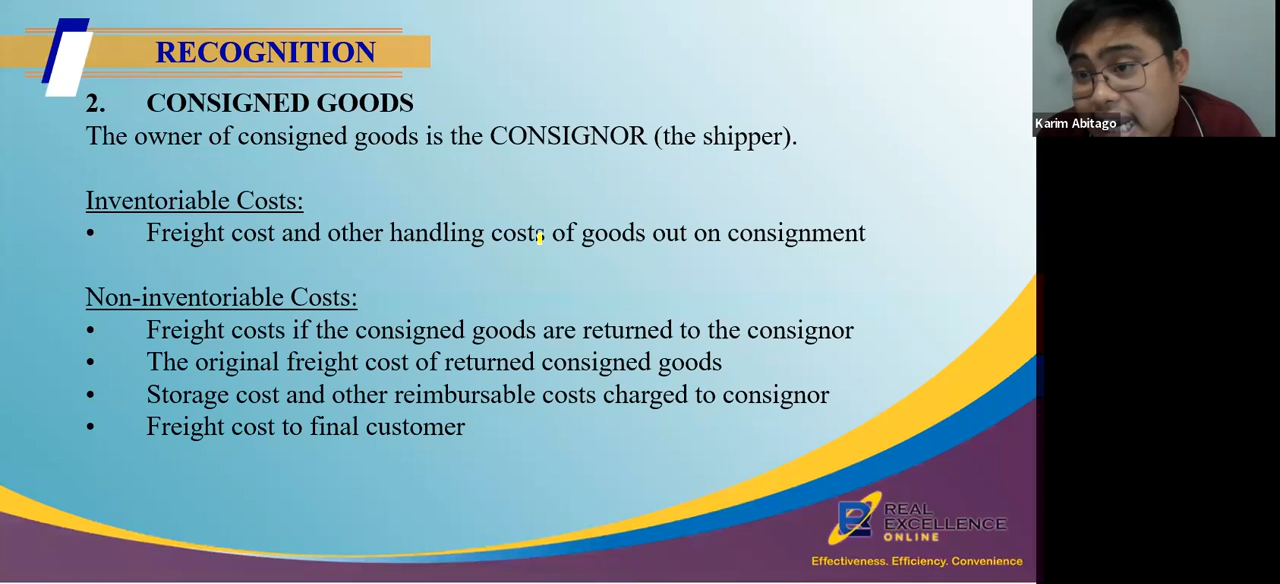 RECOGNITION
2. CONSIGNED GOODS
The owner of consigned goods is the CONSIGNOR (the shipper).
Inventoriable Costs:
• Freight cost and other handling costs of goods out on consignment
Non-inventoriable Costs:
• Freight costs if the consigned goods are returned to the consignor
• The original freight cost of returned consigned goods
• Storage cost and other reimbursable costs charged to consignor
• Freight cost to final customer
Karim Abitago
REAL
EXCELLENCE
ONLINE
Effectiveness. Efficiency. Convenience